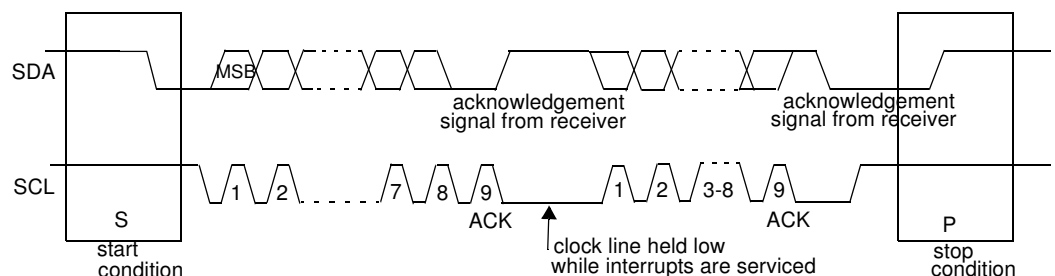 SDA
MSB
acknowledgement
signal from receiver
acknowledgement
signal from receiver
SCL
1 2 7 8 9 1 2 3-8 9
ACK
ACK
S
P
start
condition
clock line held low
while interrupts are serviced
stop
condition